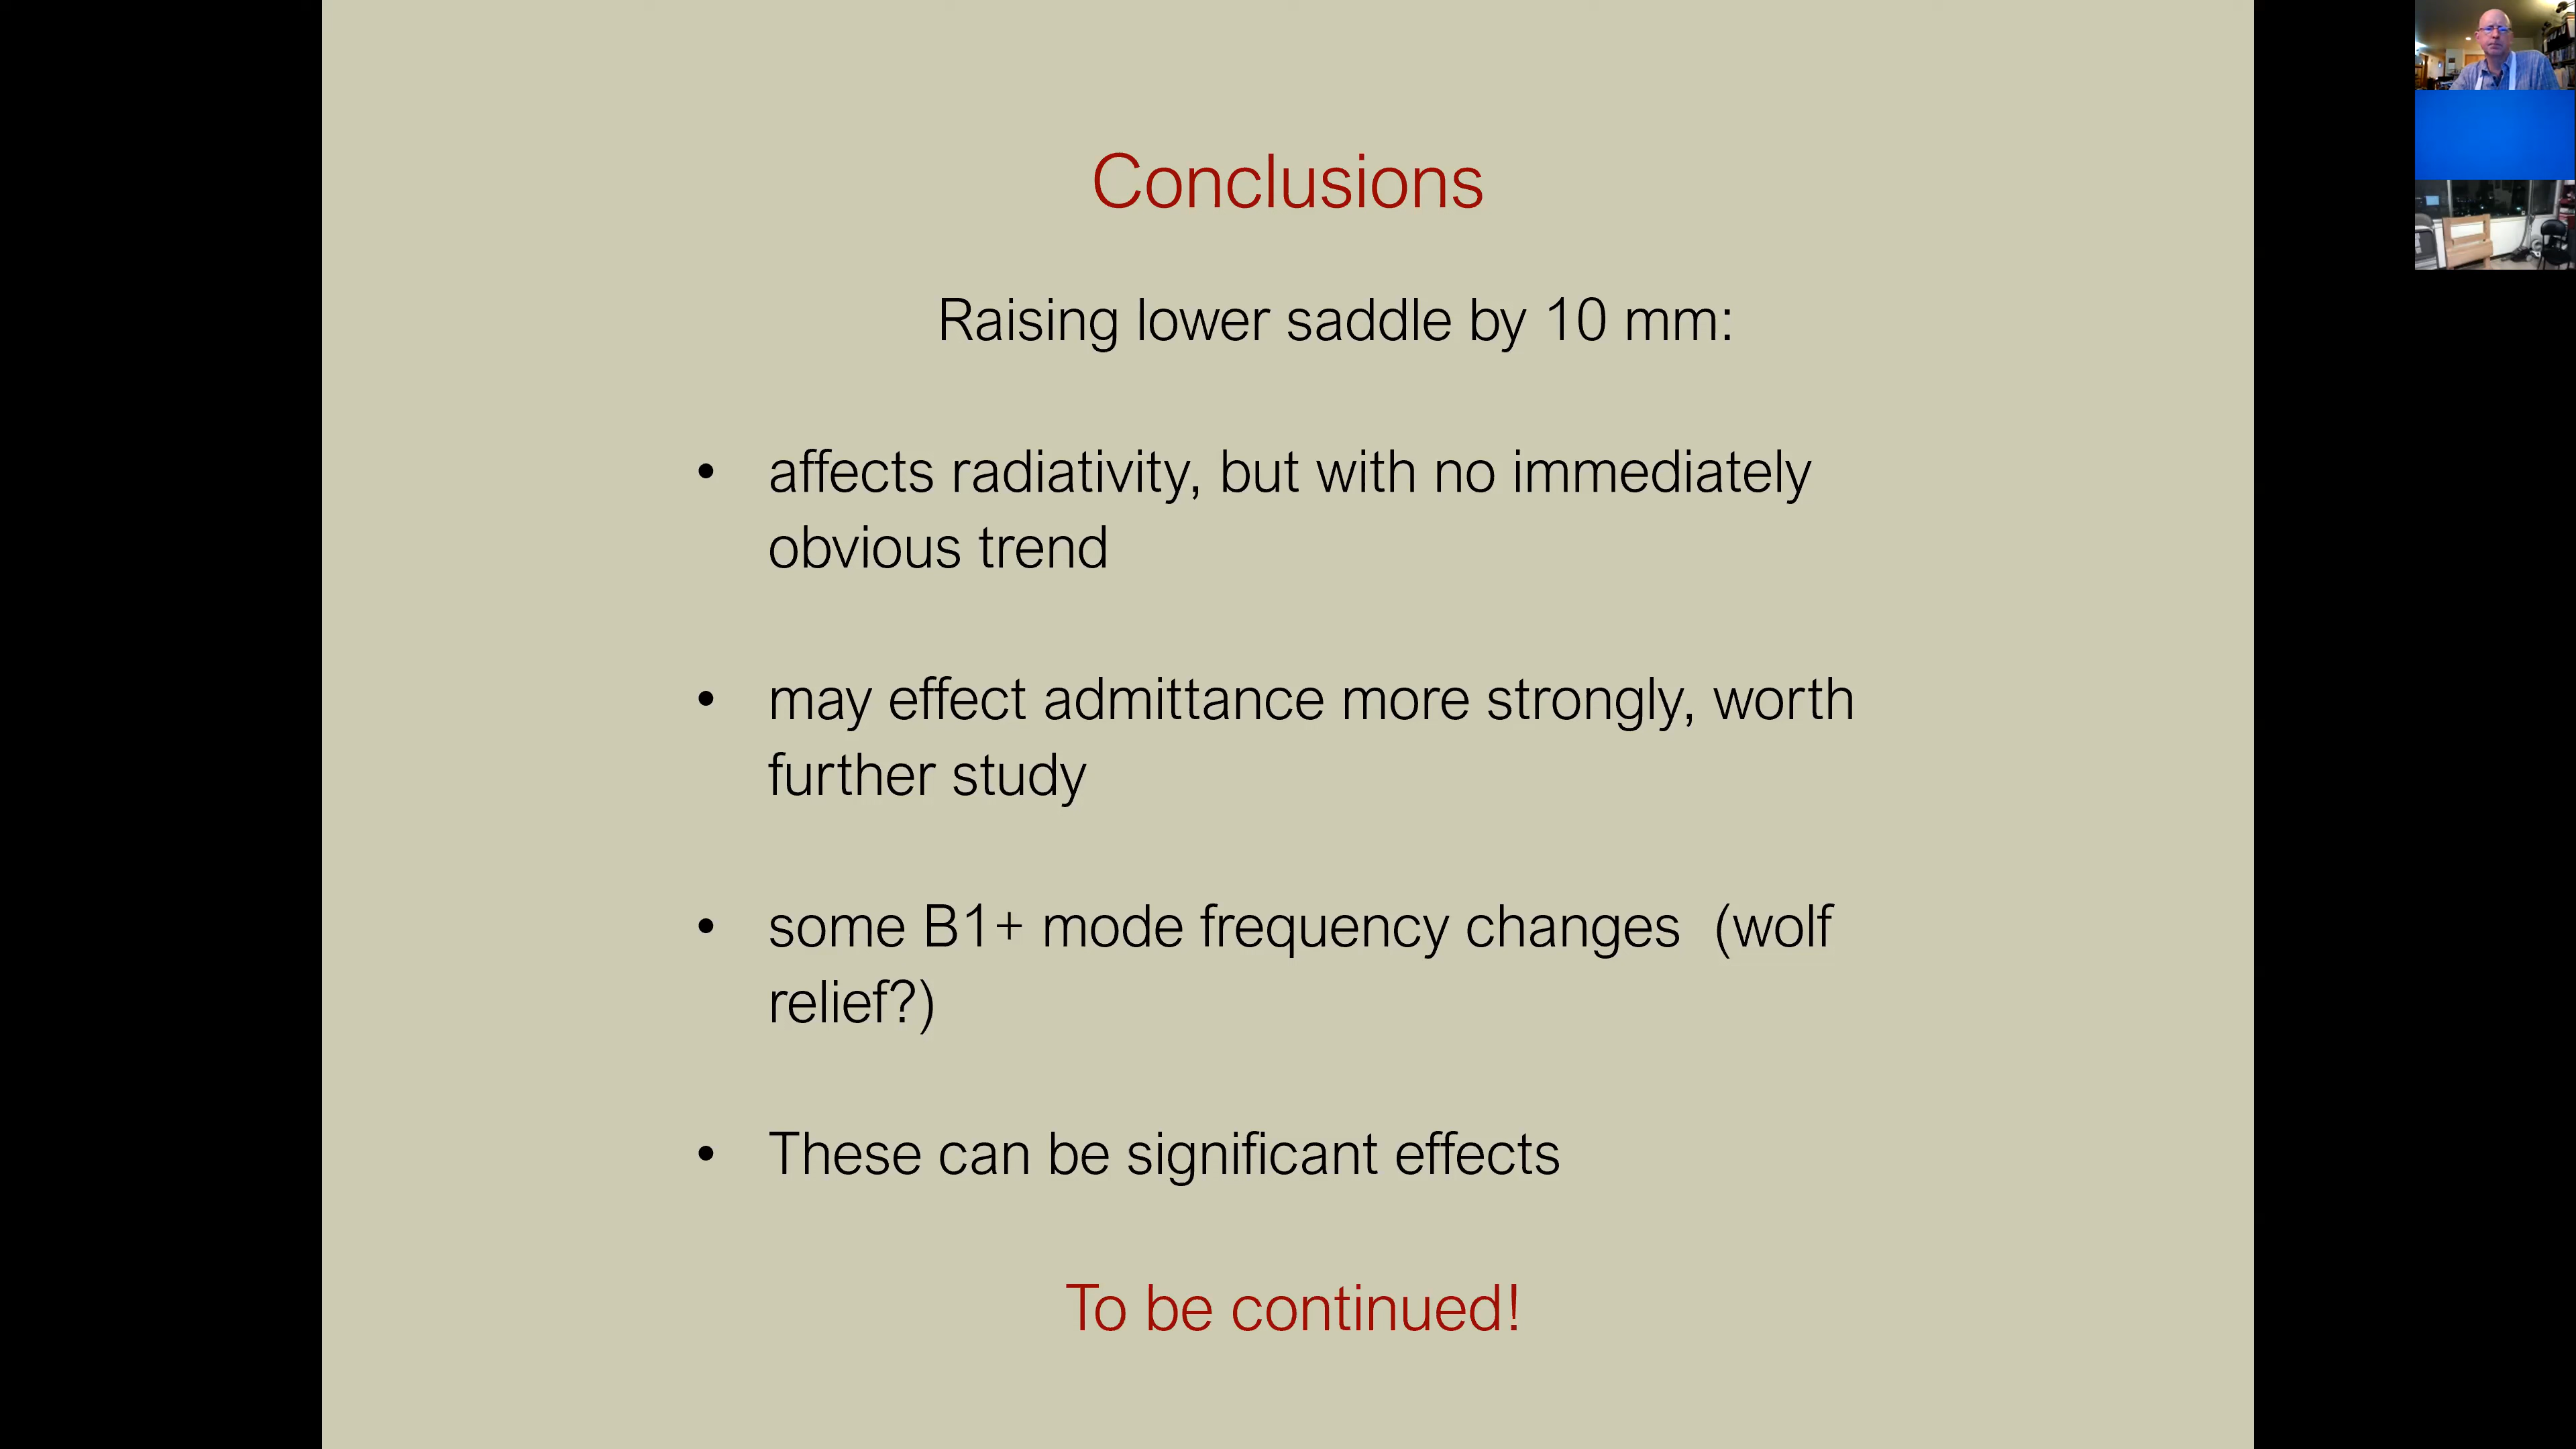 Conclusions
Raising lower saddle by 10 mm:
• affects radiativity, but with no immediately
obvious trend
• may effect admittance more strongly, worth
further study
• some B1+ mode frequency changes  (wolf
relief?)
• These can be significant effects
To be continued!